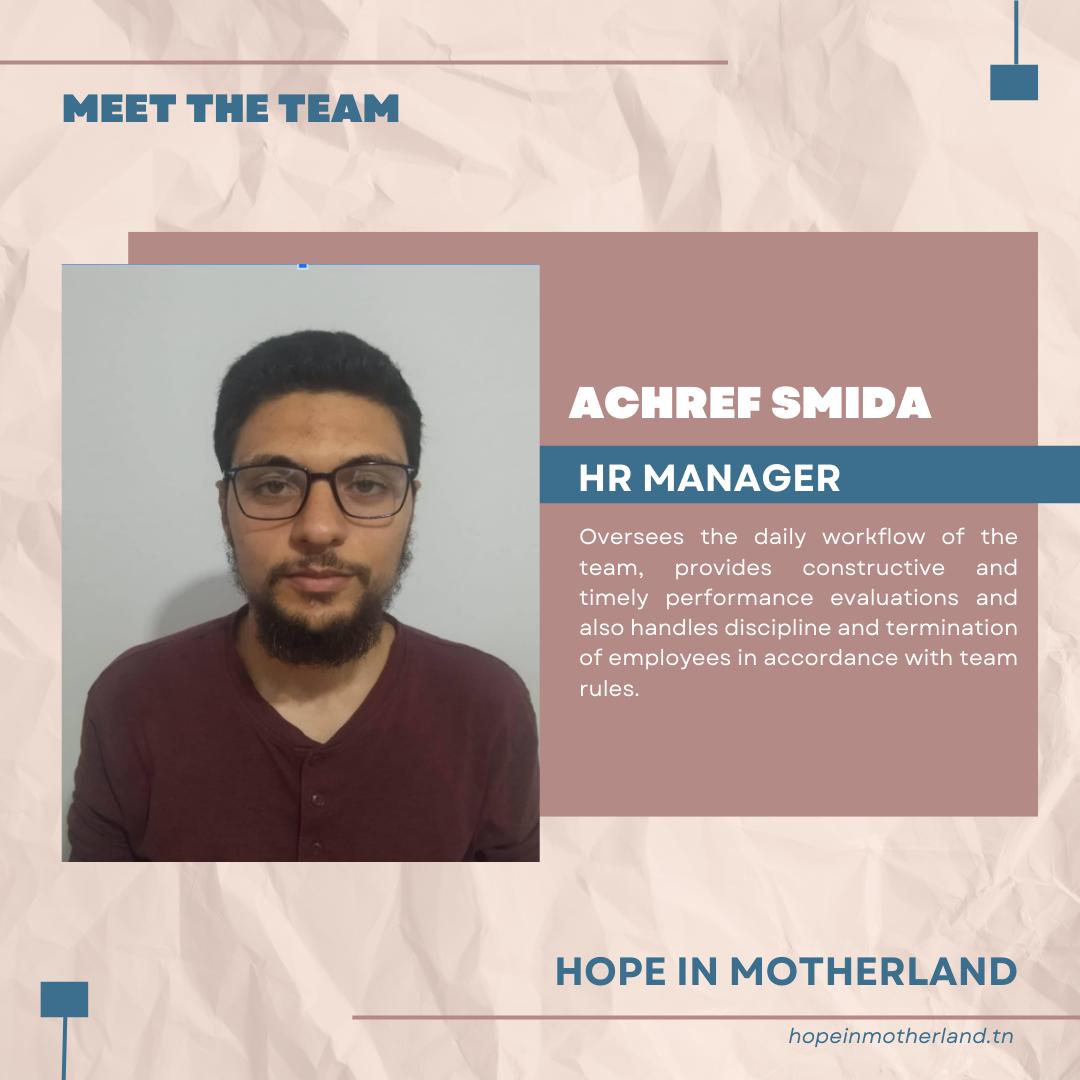 MEET THE TEAM
ACHREF SMIDA
HR MANAGER
Oversees the daily workflow of the
team, provides constructive and
timely performance evaluations and
also handles discipline and termination
of employees in accordance with team
rules.
HOPE IN MOTHERLAND
hopeinmotherland.tn